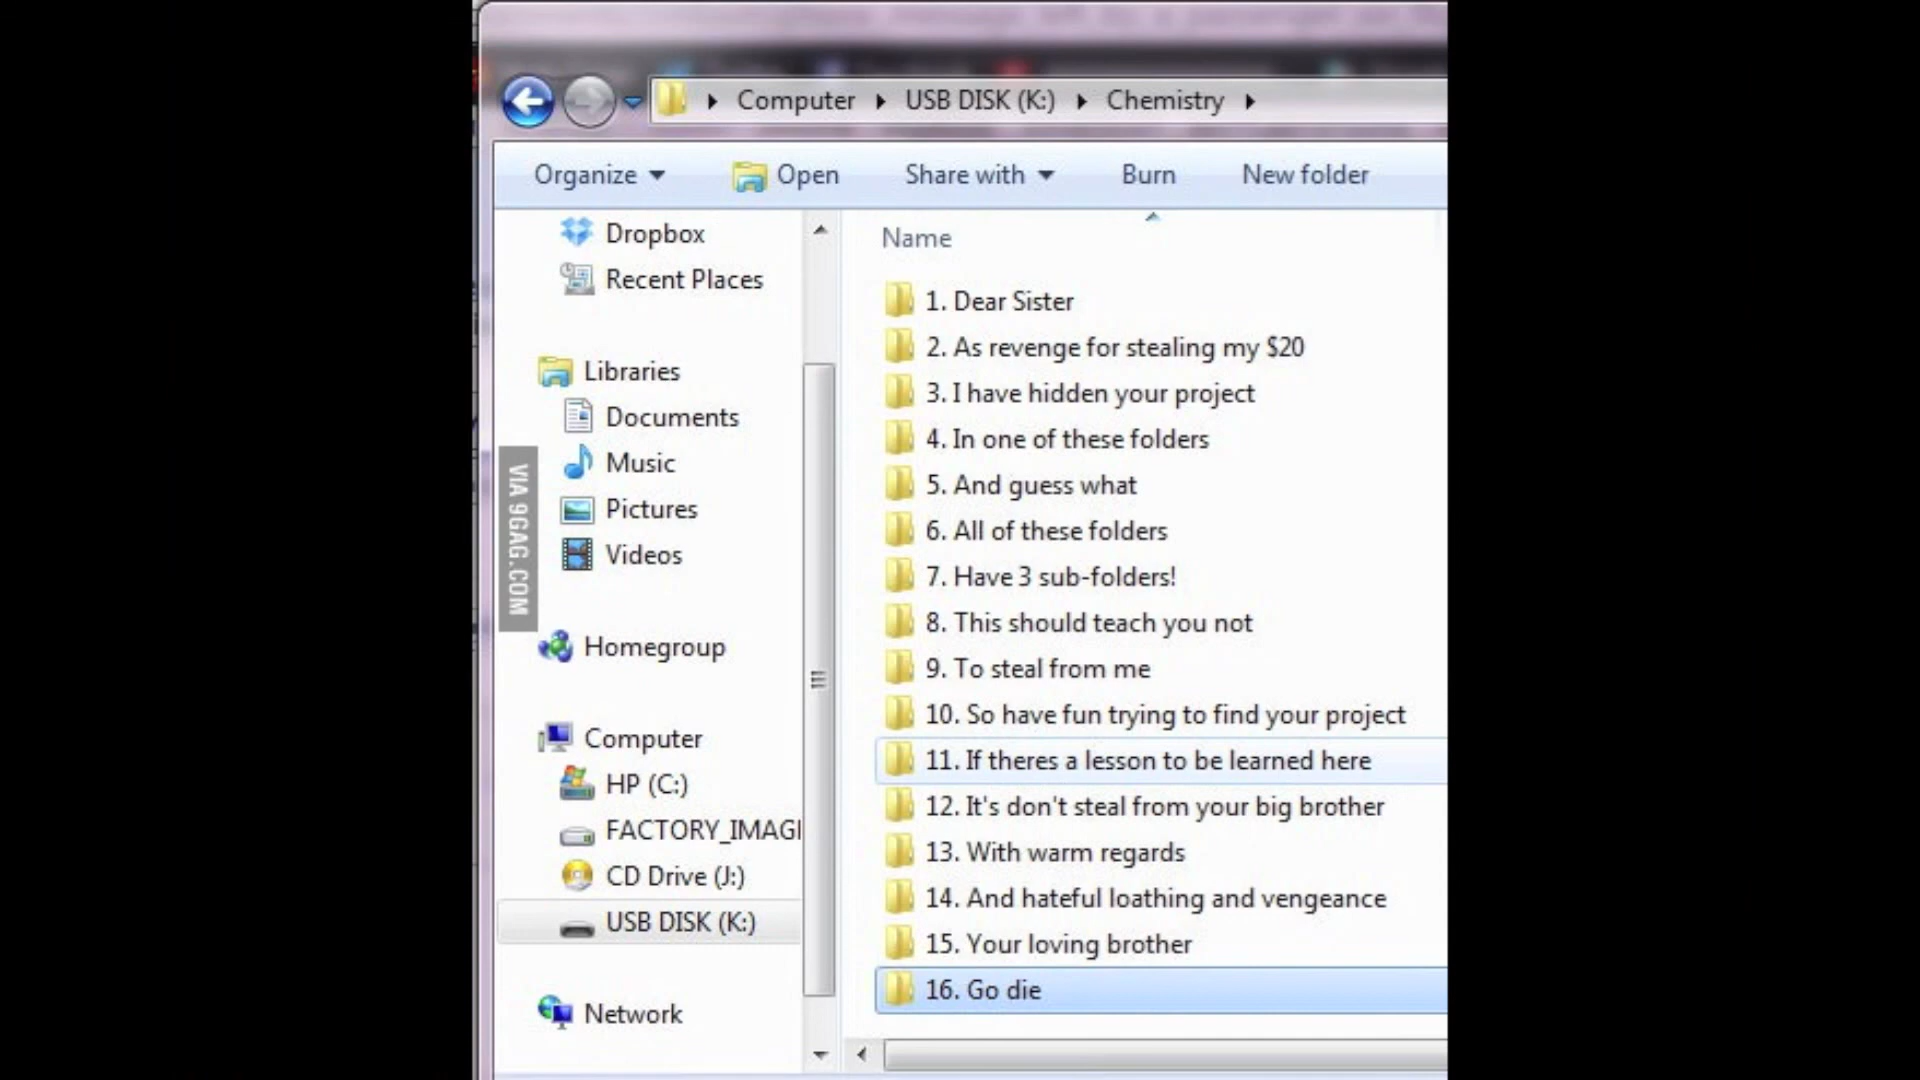 Computer USB DISK (K:) Chemistry
Organize Open Share with Burn New folder
Dropbox
Recent Places
Libraries
Documents
Music
Pictures
Videos
Homegroup
Computer
HP (C:)
FACTORY_IMAG
CD Drive (J:)
USB DISK (K:)
Network
VIA 9GAG.COM
Name
1. Dear Sister
2. As revenge for stealing my $20
3. I have hidden your project
4. In one of these folders
5. And guess what
6. All of these folders
7. Have 3 sub-folders!
8. This should teach you not
9. To steal from me
10. So have fun trying to find your project
11. If theres a lesson to be learned here
12. It's don't steal from your big brother
13. With warm regards
14. And hateful loathing and vengeance
15. Your loving brother
16. Go die